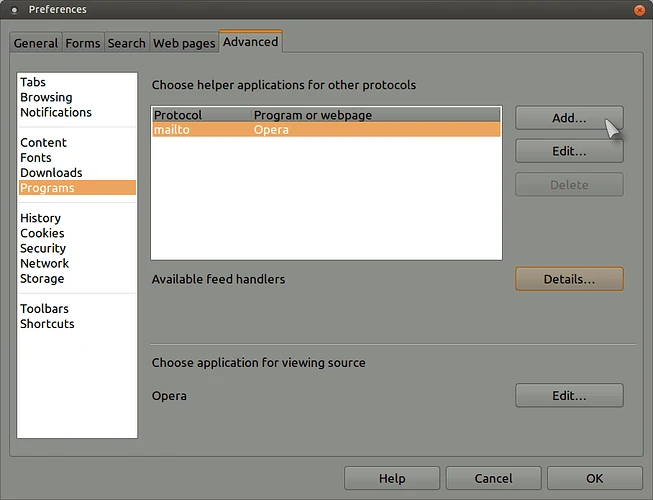 Preferences
General Forms Search Web pages Advanced
Tabs
Browsing
Notifications
Content
Fonts
Downloads
Programs
History
Cookies
Security
Network
Storage
Toolbars
Shortcuts
Choose helper applications for other protocols
Protocol Program or webpage
mailto Opera
Add...
Edit...
Delete
Available feed handlers
Details...
Choose application for viewing source
Opera
Edit...
Help Cancel OK